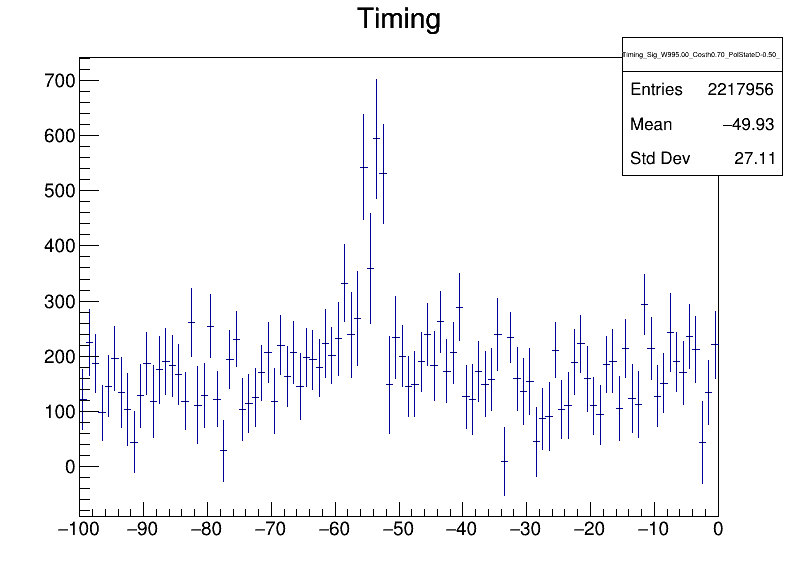 Timing
Timing_Sig_W995.00_Costh0.70_PolStateD-0.50_
Entries 2217956
Mean −49.93
Std Dev 27.11
700
600
500
400
300
200
100
0
−100 −90 −80 −70 −60 −50 −40 −30 −20 −10 0